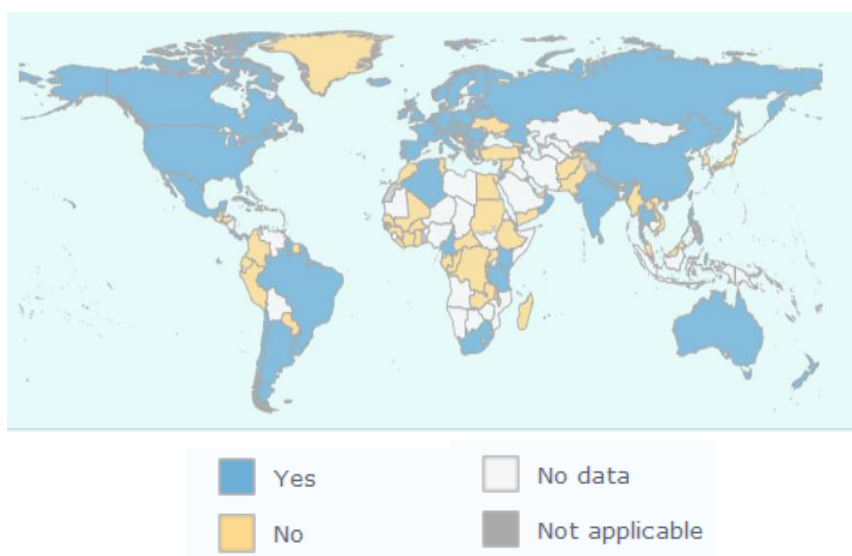 Yes
No data
No
Not applicable